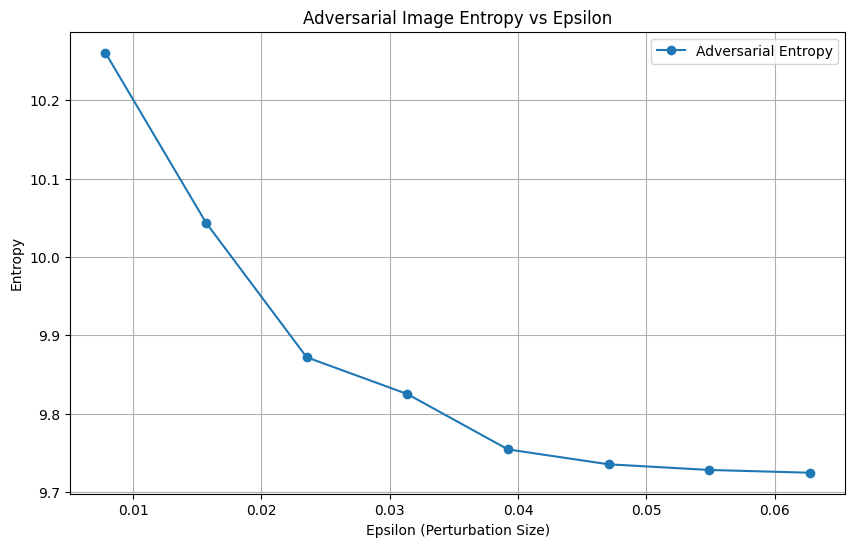 Adversarial Image Entropy vs Epsilon
Adversarial Entropy
Entropy
10.2
10.1
10.0
9.9
9.8
9.7
0.01 0.02 0.03 0.04 0.05 0.06
Epsilon (Perturbation Size)